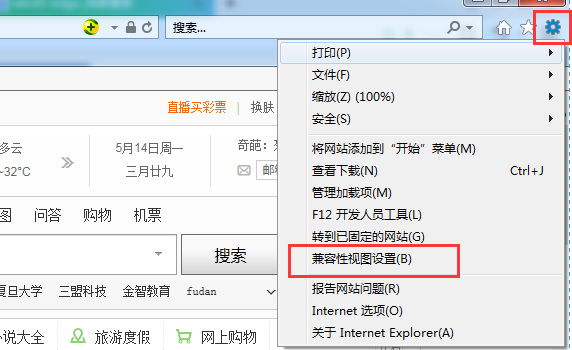 搜索...
打印(P)
文件(F)
缩放(Z) (100%)
安全(S)
将网站添加到“开始”菜单(M)
查看下载(N) Ctrl+J
管理加载项(M)
F12 开发人员工具(L)
转到已固定的网站(G)
兼容性视图设置(B)
报告网站问题(R)
Internet 选项(O)
关于 Internet Explorer(A)
直播买彩票 | 换肤
多云 5月14日周一 奇葩:
~32°C 三月廿九 邮
图 问答 购物 机票
搜索
复旦大学 三盟科技 金智教育 fudan
小说大全 旅游度假 网上购物